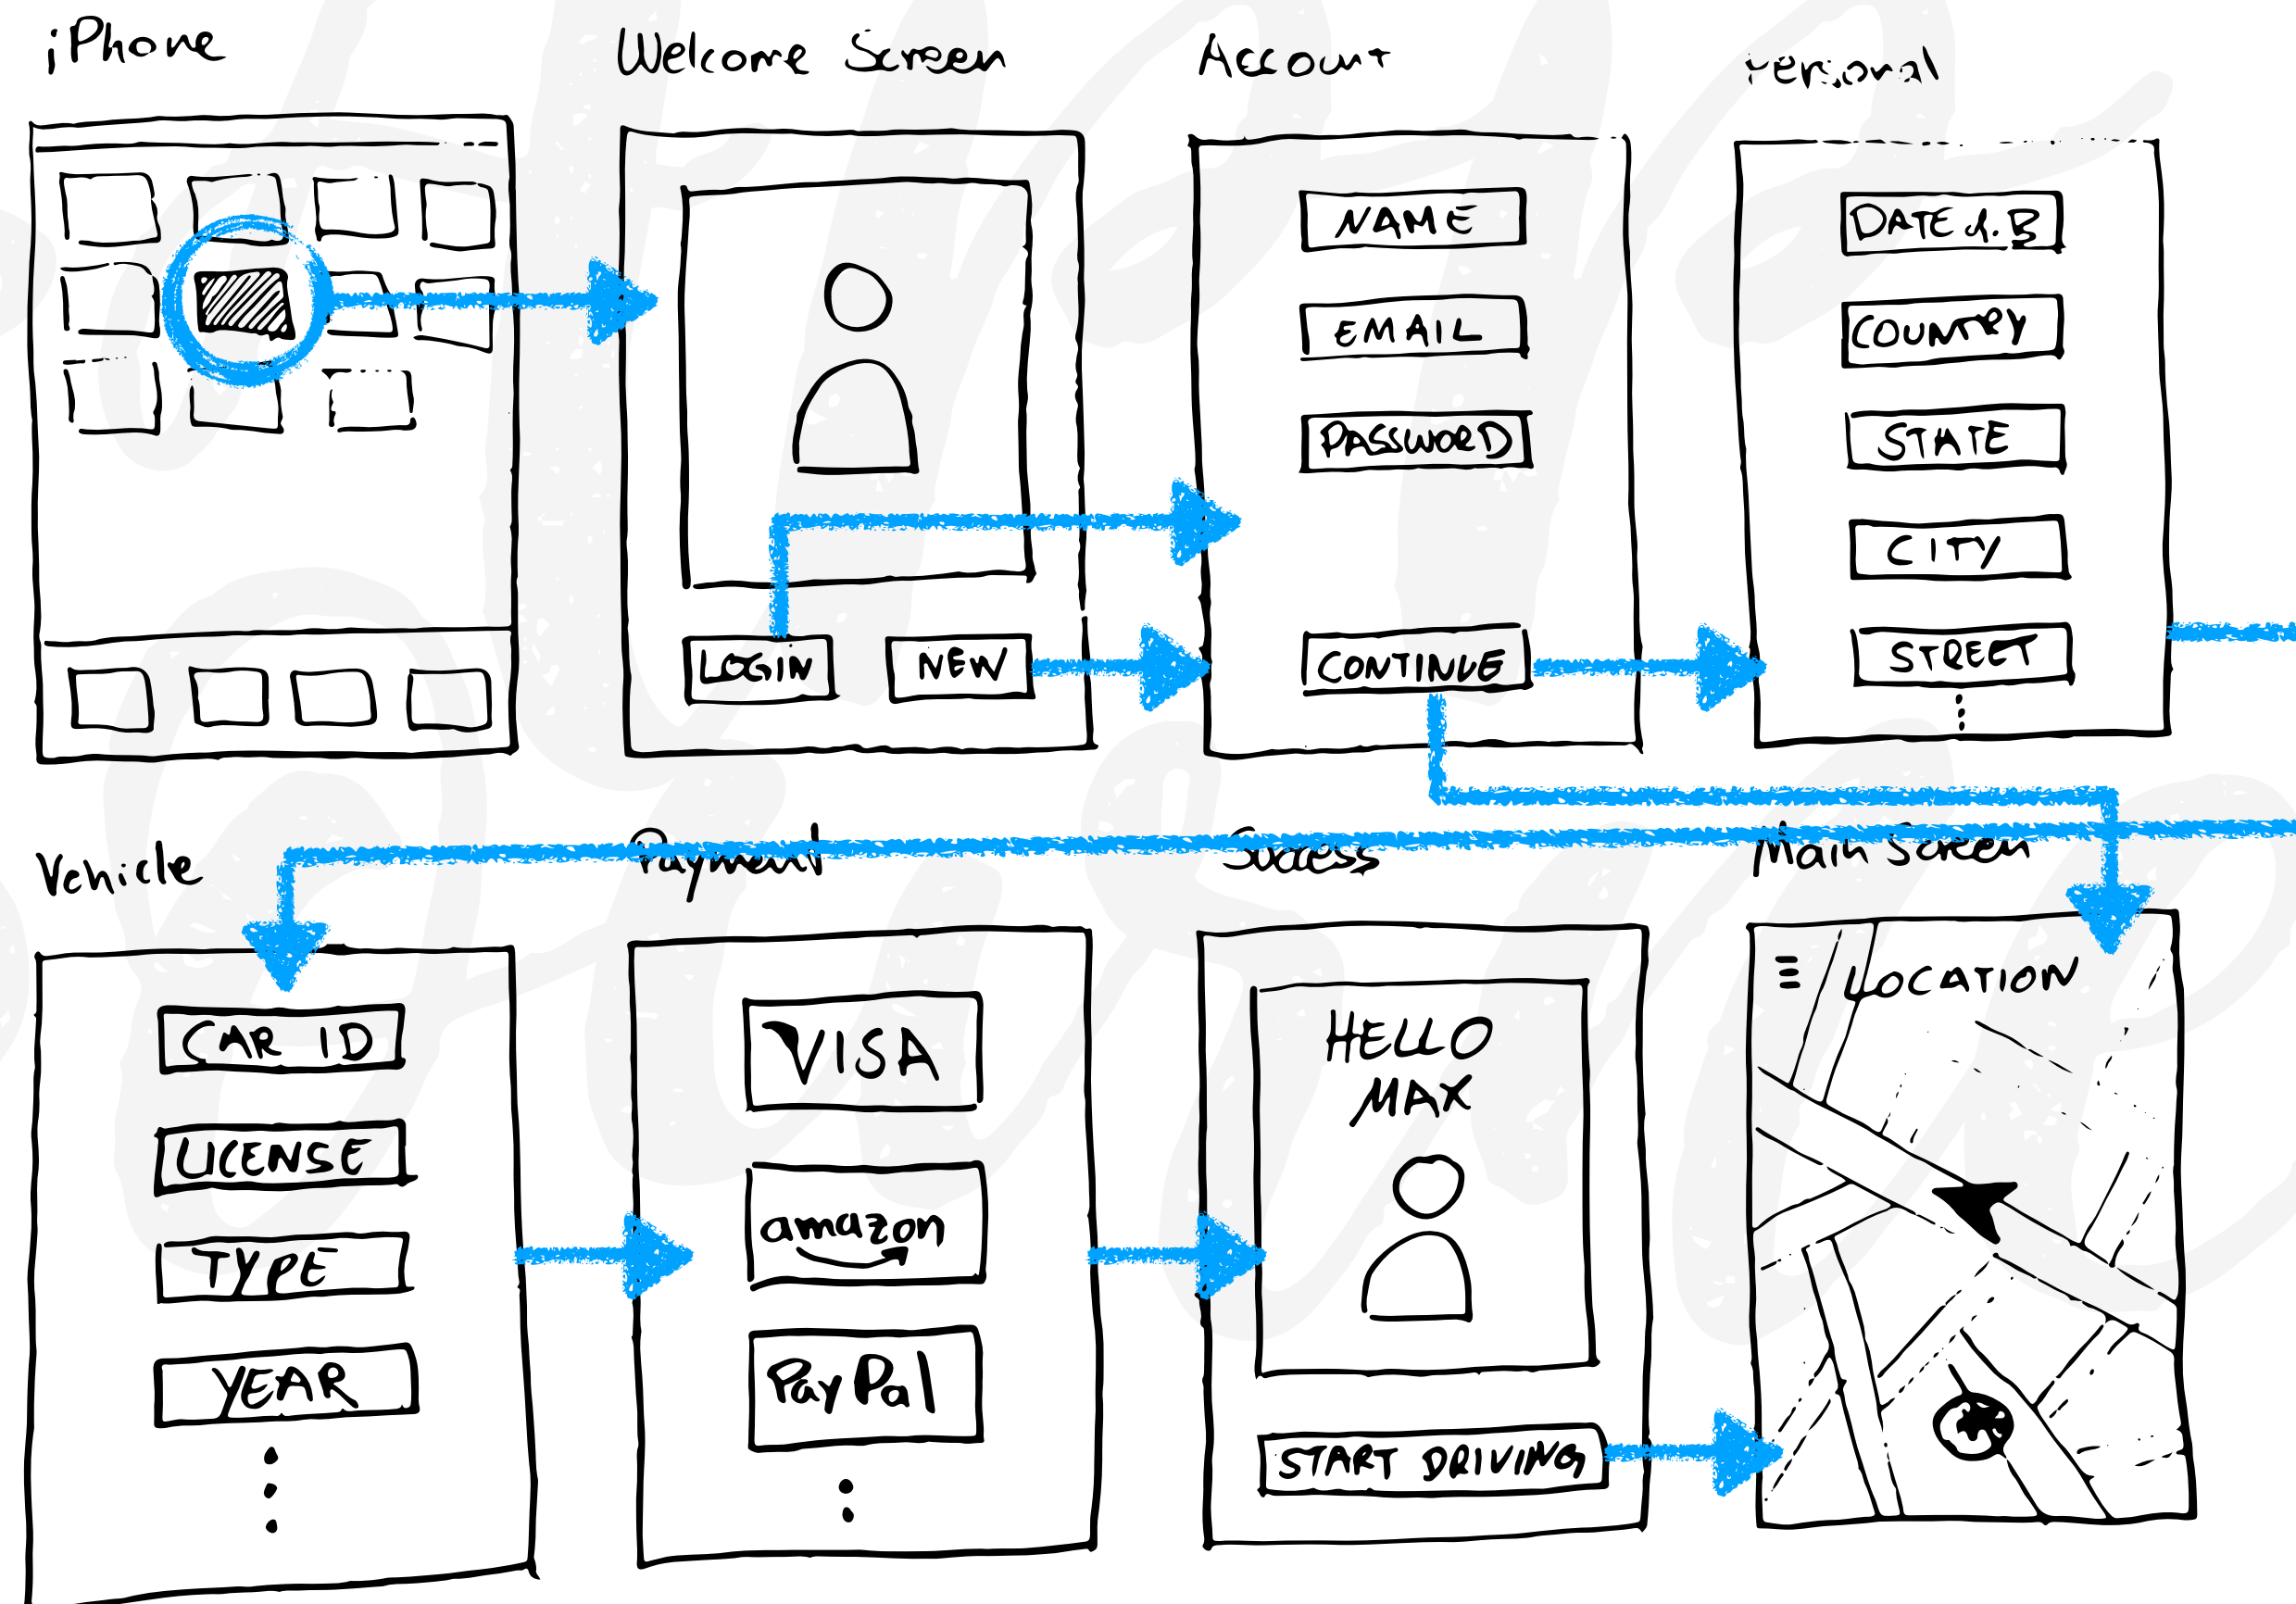 iPhone
Welcome Screen
LOGIN
NEW
Account
NAME
EMAIL
PASSWORD
CONTINUE
Personal
DATE o.B
COUNTRY
STATE
CITY
STREET
Vehicle
CAR ID
LICENSE
TYPE
YEAR
Payment
VISA
amazon
PayPal
Success
HELLO
MAX
START DRIVING
Main Screen
LOCATION